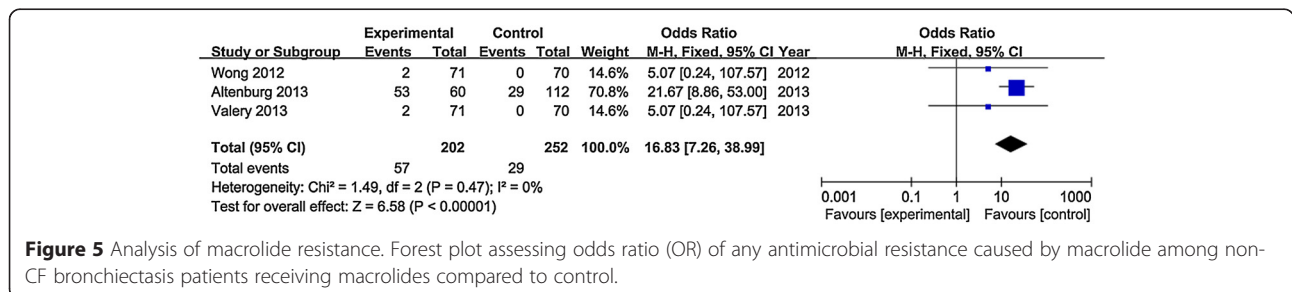 Experimental Control Odds Ratio Odds Ratio
Study or Subgroup Events Total Events Total Weight M-H, Fixed, 95% CI Year M-H, Fixed, 95% CI
Wong 2012 2 71 0 70 14.6% 5.07 [0.24, 107.57] 2012
Altenburg 2013 53 60 29 112 70.8% 21.67 [8.86, 53.00] 2013
Valery 2013 2 71 0 70 14.6% 5.07 [0.24, 107.57] 2013
Total (95% CI) 202 252 100.0% 16.83 [7.26, 38.99]
Total events 57 29
Heterogeneity: Chi² = 1.49, df = 2 (P = 0.47); I² = 0%
Test for overall effect: Z = 6.58 (P < 0.00001)
0.001 0.1 1 10 1000
Favours [experimental] Favours [control]
Figure 5 Analysis of macrolide resistance. Forest plot assessing odds ratio (OR) of any antimicrobial resistance caused by macrolide among non-
CF bronchiectasis patients receiving macrolides compared to control.